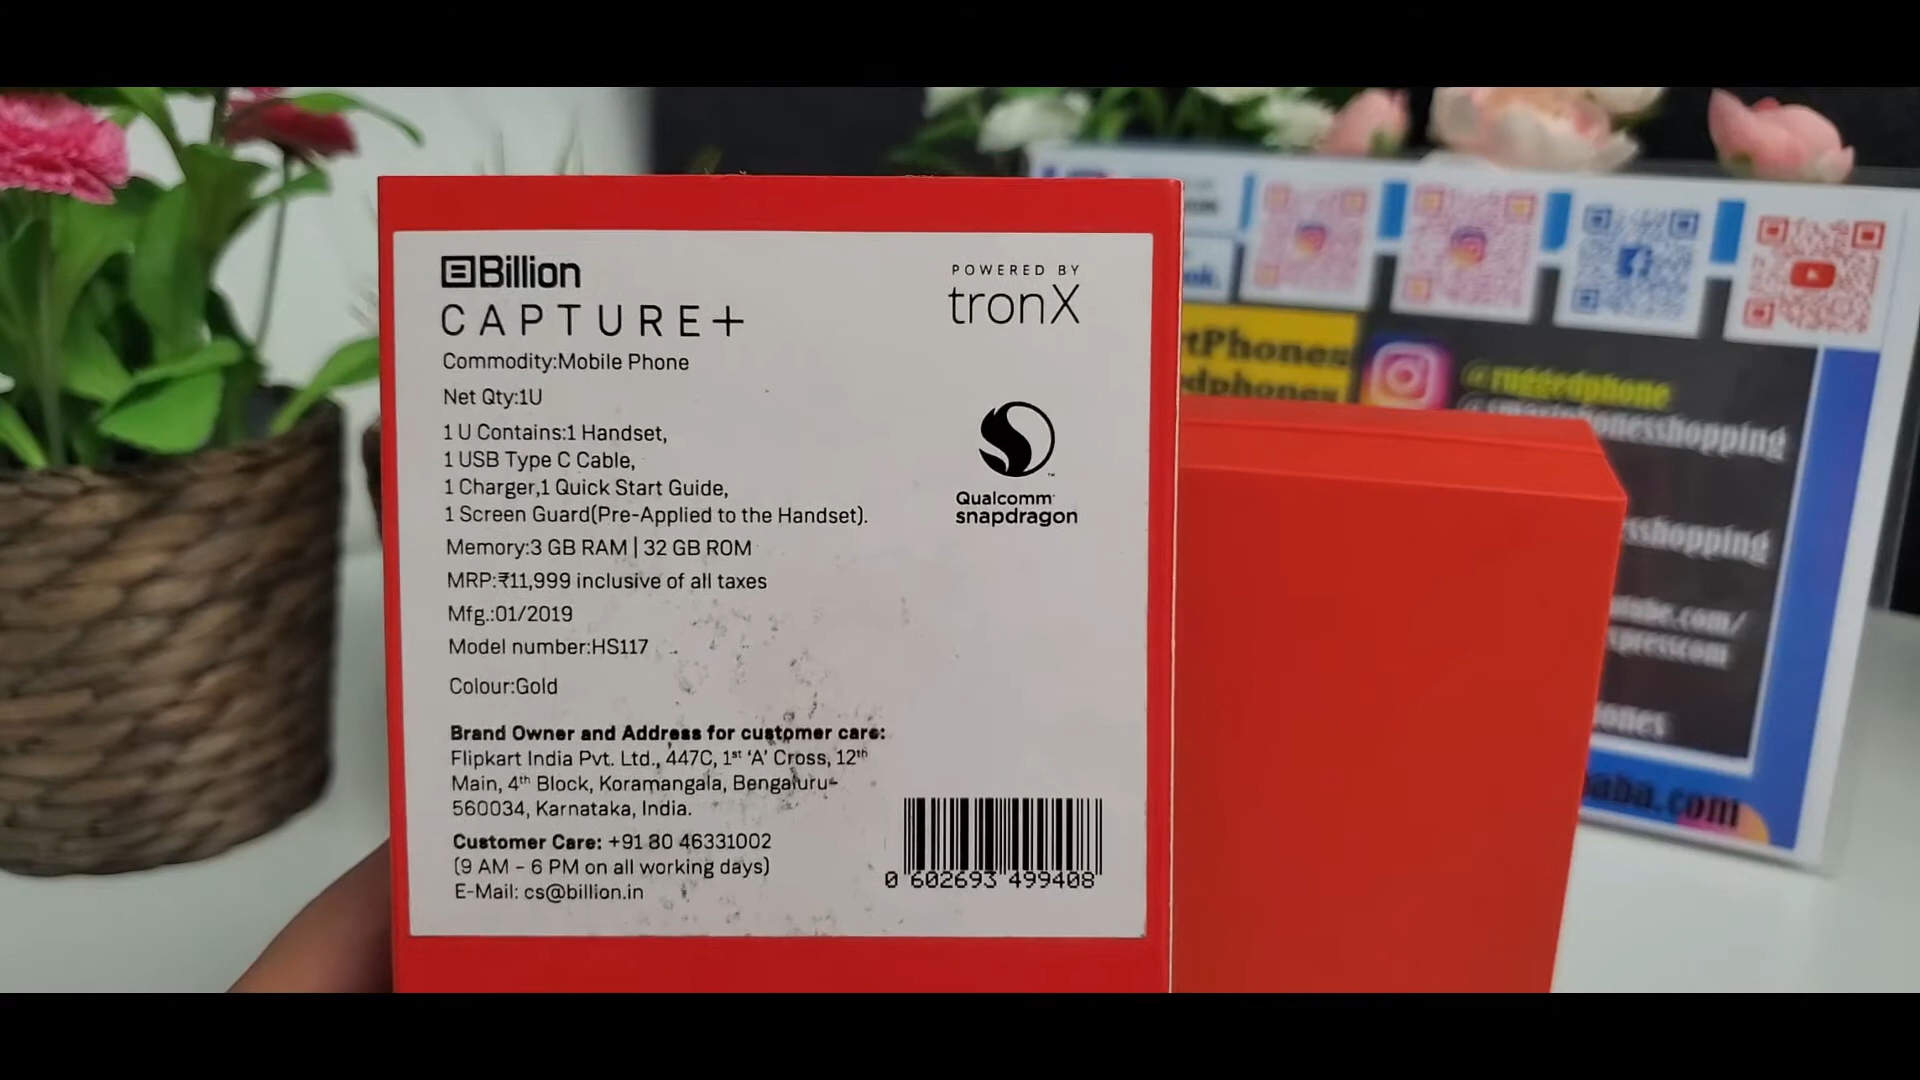 Billion
CAPTURE+
Commodity:Mobile Phone
Net Qty:1U
1 U Contains:1 Handset,
1 USB Type C Cable,
1 Charger,1 Quick Start Guide,
1 Screen Guard(Pre-Applied to the Handset).
Memory:3 GB RAM | 32 GB ROM
MRP:₹11,999 inclusive of all taxes
Mfg.:01/2019
Model number:HS117
Colour:Gold
Brand Owner and Address for customer care:
Flipkart India Pvt. Ltd., 447C, 1st ‘A’ Cross, 12th
Main, 4th Block, Koramangala, Bengaluru-
560034, Karnataka, India.
Customer Care: +91 80 46331002
(9 AM - 6 PM on all working days)
E-Mail: cs@billion.in
POWERED BY
tronX
Qualcomm
snapdragon
0 602693 499408
@ruggedphone